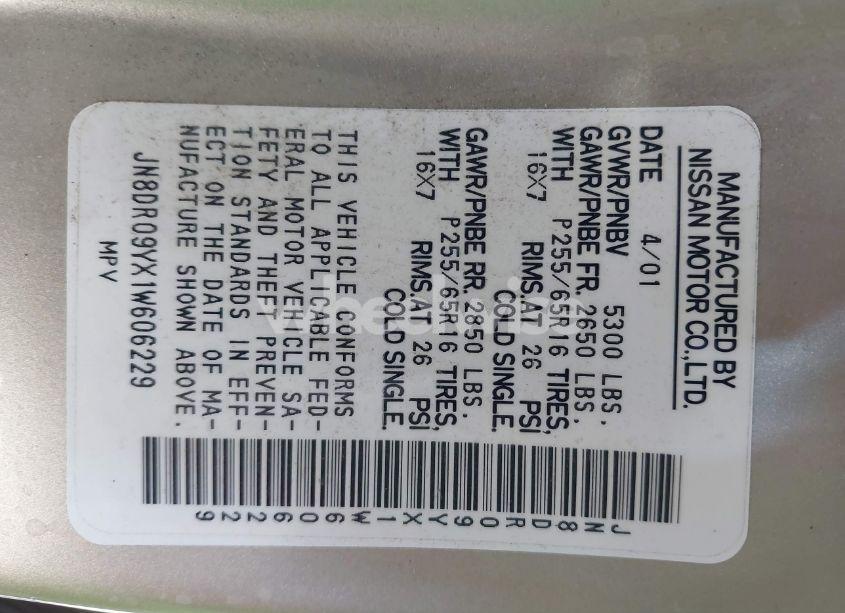 MANUFACTURED BY
NISSAN MOTOR CO.,LTD.
DATE 4/01
GVWR/PNBV 5300 LBS.
GAWR/PNBE FR. 2650 LBS.
WITH P255/65R16 TIRES,
16X7 RIMS,AT 26 PSI
COLD SINGLE.
GAWR/PNBE RR. 2850 LBS.
WITH P255/65R16 TIRES,
16X7 RIMS,AT 26 PSI
COLD SINGLE.
THIS VEHICLE CONFORMS
TO ALL APPLICABLE FED-
ERAL MOTOR VEHICLE SA-
FETY AND THEFT PREVEN-
TION STANDARDS IN EFF-
ECT ON THE DATE OF MA-
NUFACTURE SHOWN ABOVE.
JN8DR09YX1W606229
MPV
JN8DR09YX1W606229